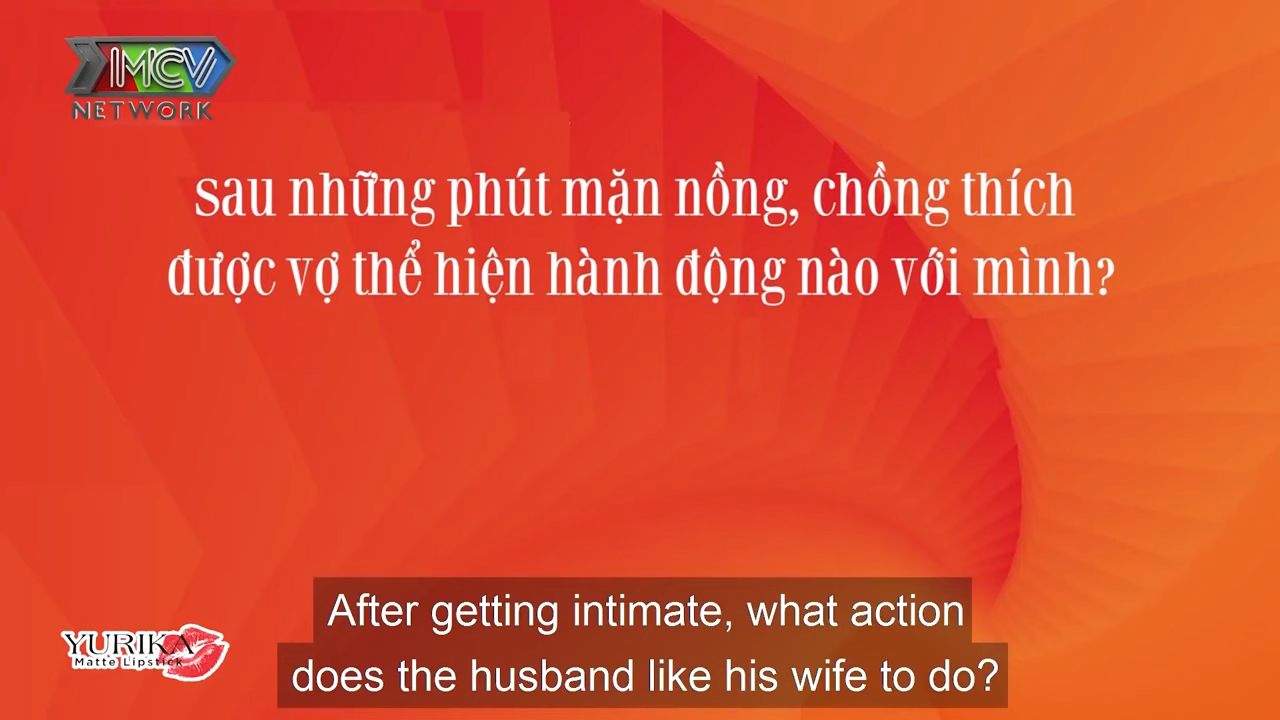 MCV
NETWORK
sau những phút mặn nồng, chồng thích
được vợ thể hiện hành động nào với mình?
After getting intimate, what action
does the husband like his wife to do?
YURIKA
Matte Lipstick